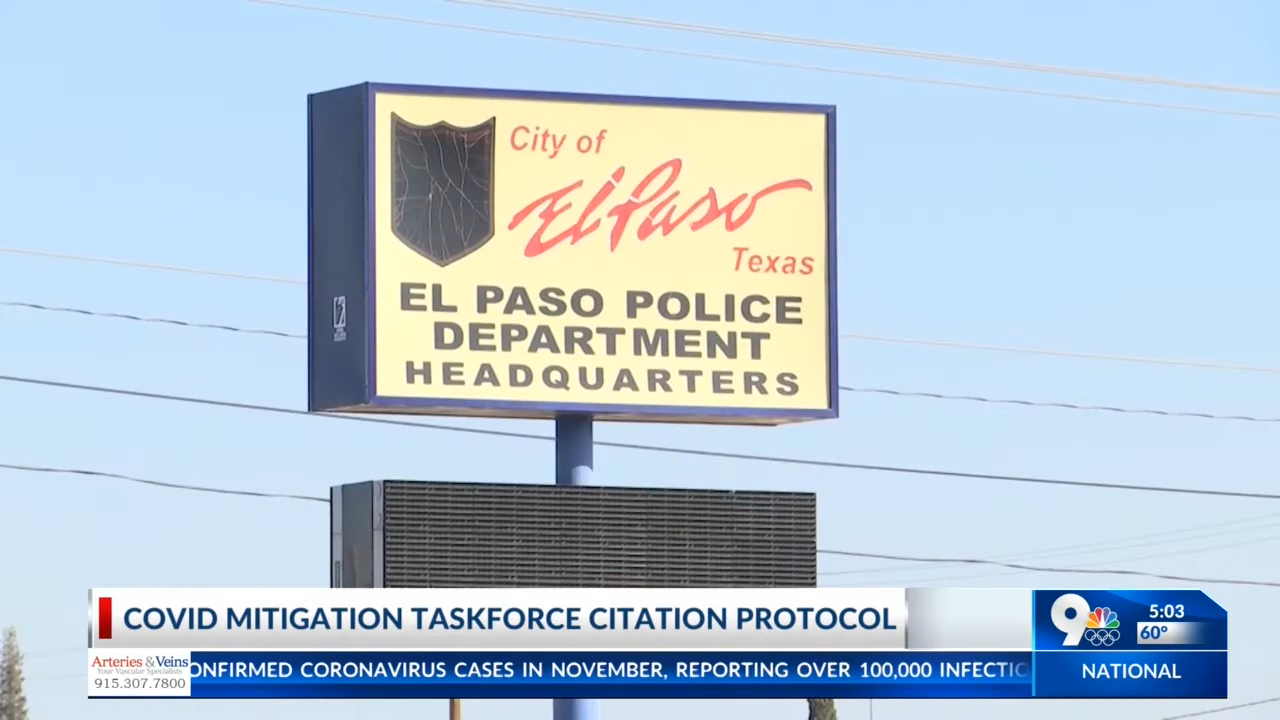 City of
El Paso
Texas
EL PASO POLICE
DEPARTMENT
HEADQUARTERS
COVID MITIGATION TASKFORCE CITATION PROTOCOL
9
5:03
60°
Arteries & Veins
Your Vascular Specialists
915.307.7800
ONFIRMED CORONAVIRUS CASES IN NOVEMBER, REPORTING OVER 100,000 INFECTIC
NATIONAL